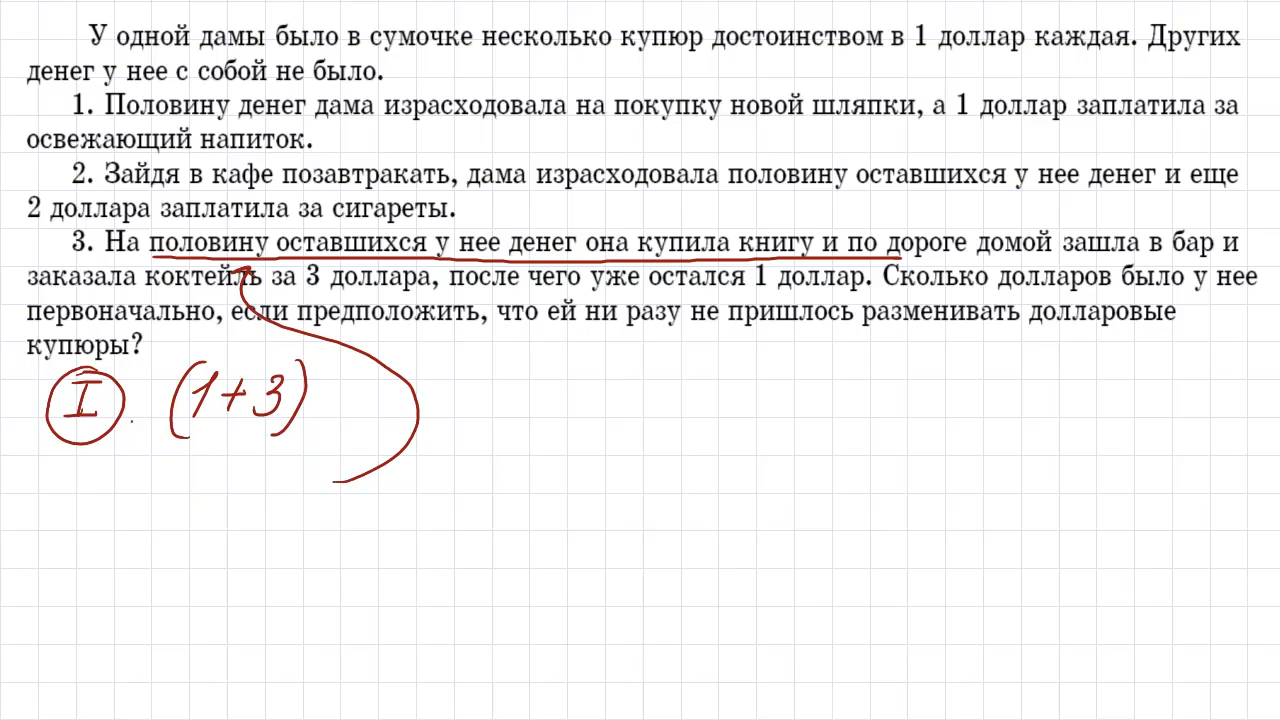 У одной дамы было в сумочке несколько купюр достоинством в 1 доллар каждая. Других
денег у нее с собой не было.
1. Половину денег дама израсходовала на покупку новой шляпки, а 1 доллар заплатила за
освежающий напиток.
2. Зайдя в кафе позавтракать, дама израсходовала половину оставшихся у нее денег и еще
2 доллара заплатила за сигареты.
3. На половину оставшихся у нее денег она купила книгу и по дороге домой зашла в бар и
заказала коктейль за 3 доллара, после чего уже остался 1 доллар. Сколько долларов было у нее
первоначально, если предположить, что ей ни разу не пришлось разменивать долларовые
купюры?
I. (1+3)